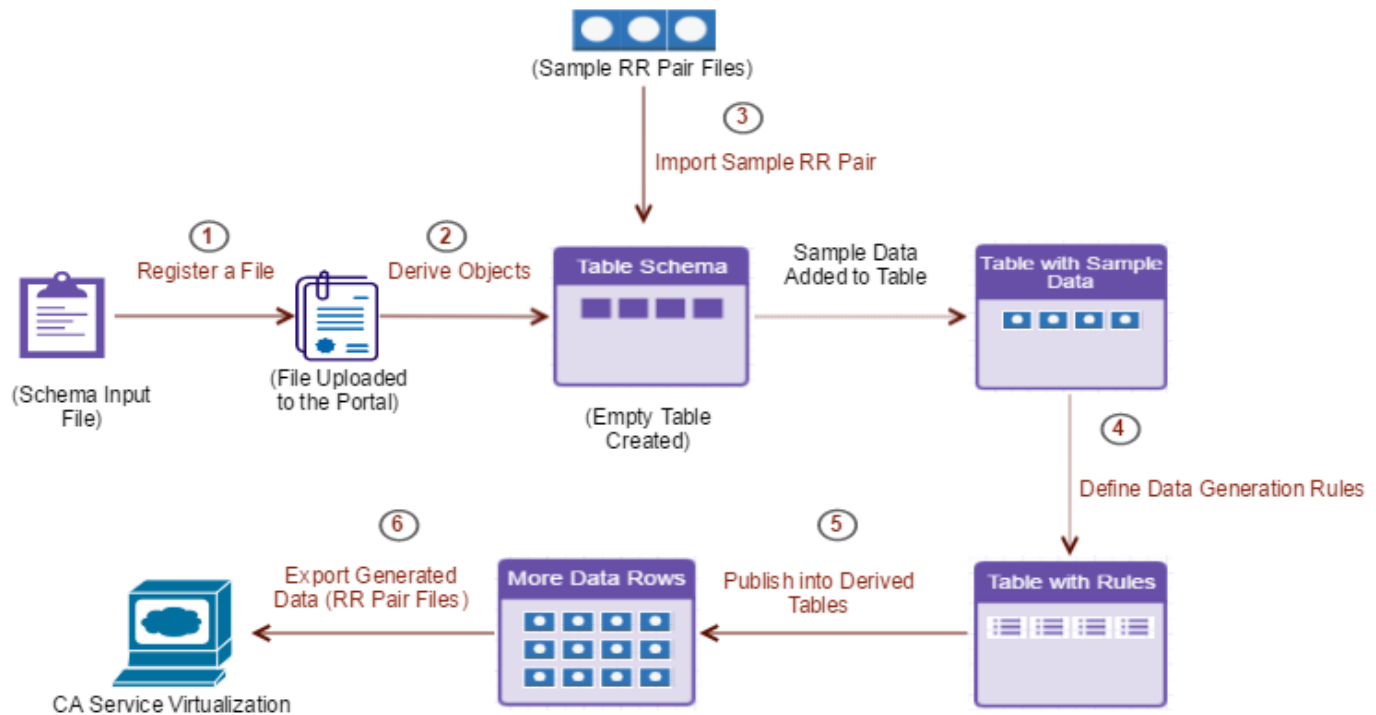 (Sample RR Pair Files)
3
Import Sample RR Pair
1
Register a File
2
Derive Objects
Table Schema
Sample Data
Added to Table
Table with Sample
Data
(Schema Input
File)
(File Uploaded
to the Portal)
(Empty Table
Created)
4
Define Data Generation Rules
6
Export Generated
Data (RR Pair Files)
More Data Rows
5
Publish into Derived
Tables
Table with Rules
CA Service Virtualization